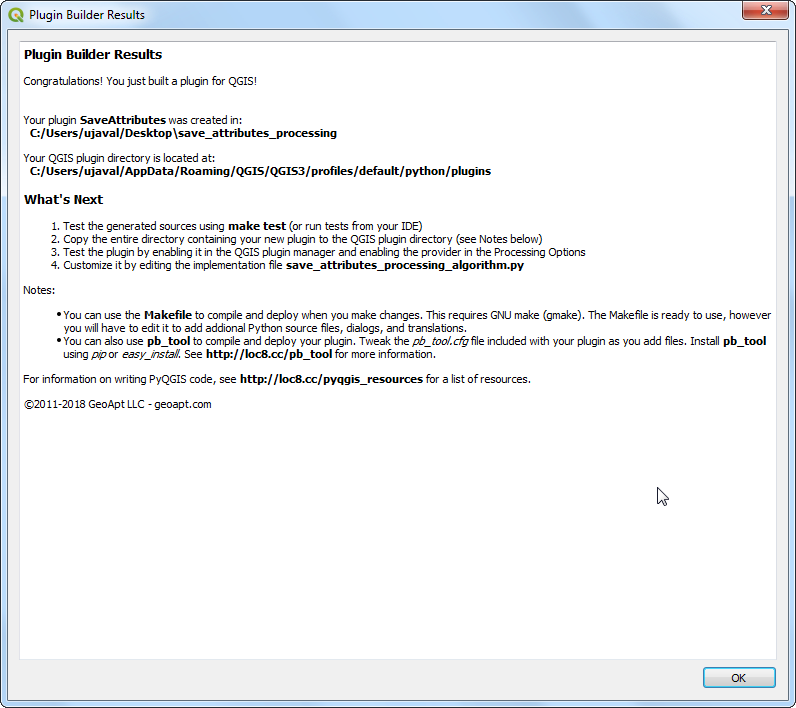 Plugin Builder Results
Plugin Builder Results
Congratulations! You just built a plugin for QGIS!
Your plugin SaveAttributes was created in:
C:/Users/ujaval/Desktop\save_attributes_processing
Your QGIS plugin directory is located at:
C:/Users/ujaval/AppData/Roaming/QGIS/QGIS3/profiles/default/python/plugins
What's Next
1. Test the generated sources using make test (or run tests from your IDE)
2. Copy the entire directory containing your new plugin to the QGIS plugin directory (see Notes below)
3. Test the plugin by enabling it in the QGIS plugin manager and enabling the provider in the Processing Options
4. Customize it by editing the implementation file save_attributes_processing_algorithm.py
Notes:
•You can use the Makefile to compile and deploy when you make changes. This requires GNU make (gmake). The Makefile is ready to use, however
you will have to edit it to add addional Python source files, dialogs, and translations.
•You can also use pb_tool to compile and deploy your plugin. Tweak the pb_tool.cfg file included with your plugin as you add files. Install pb_tool
using pip or easy_install. See http://loc8.cc/pb_tool for more information.
For information on writing PyQGIS code, see http://loc8.cc/pyqgis_resources for a list of resources.
©2011-2018 GeoApt LLC - geoapt.com
OK